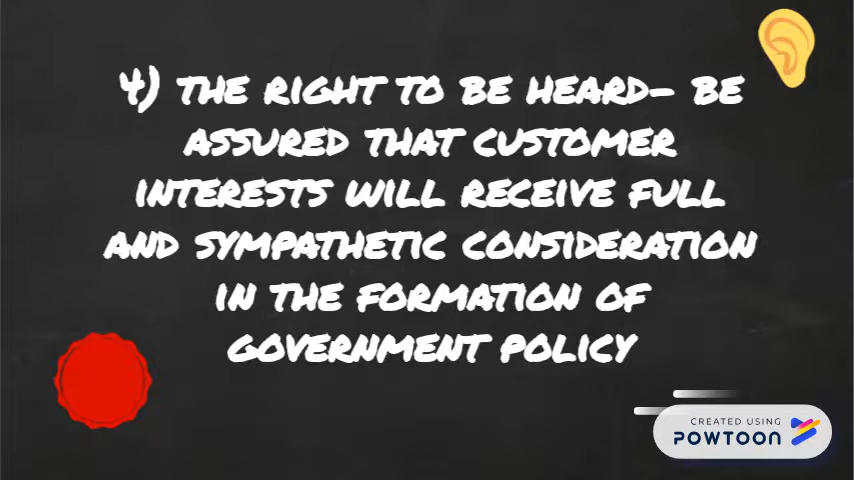 4) THE RIGHT TO BE HEARD- BE
ASSURED THAT CUSTOMER
INTERESTS WILL RECEIVE FULL
AND SYMPATHETIC CONSIDERATION
IN THE FORMATION OF
GOVERNMENT POLICY
CREATED USING
POWTOON